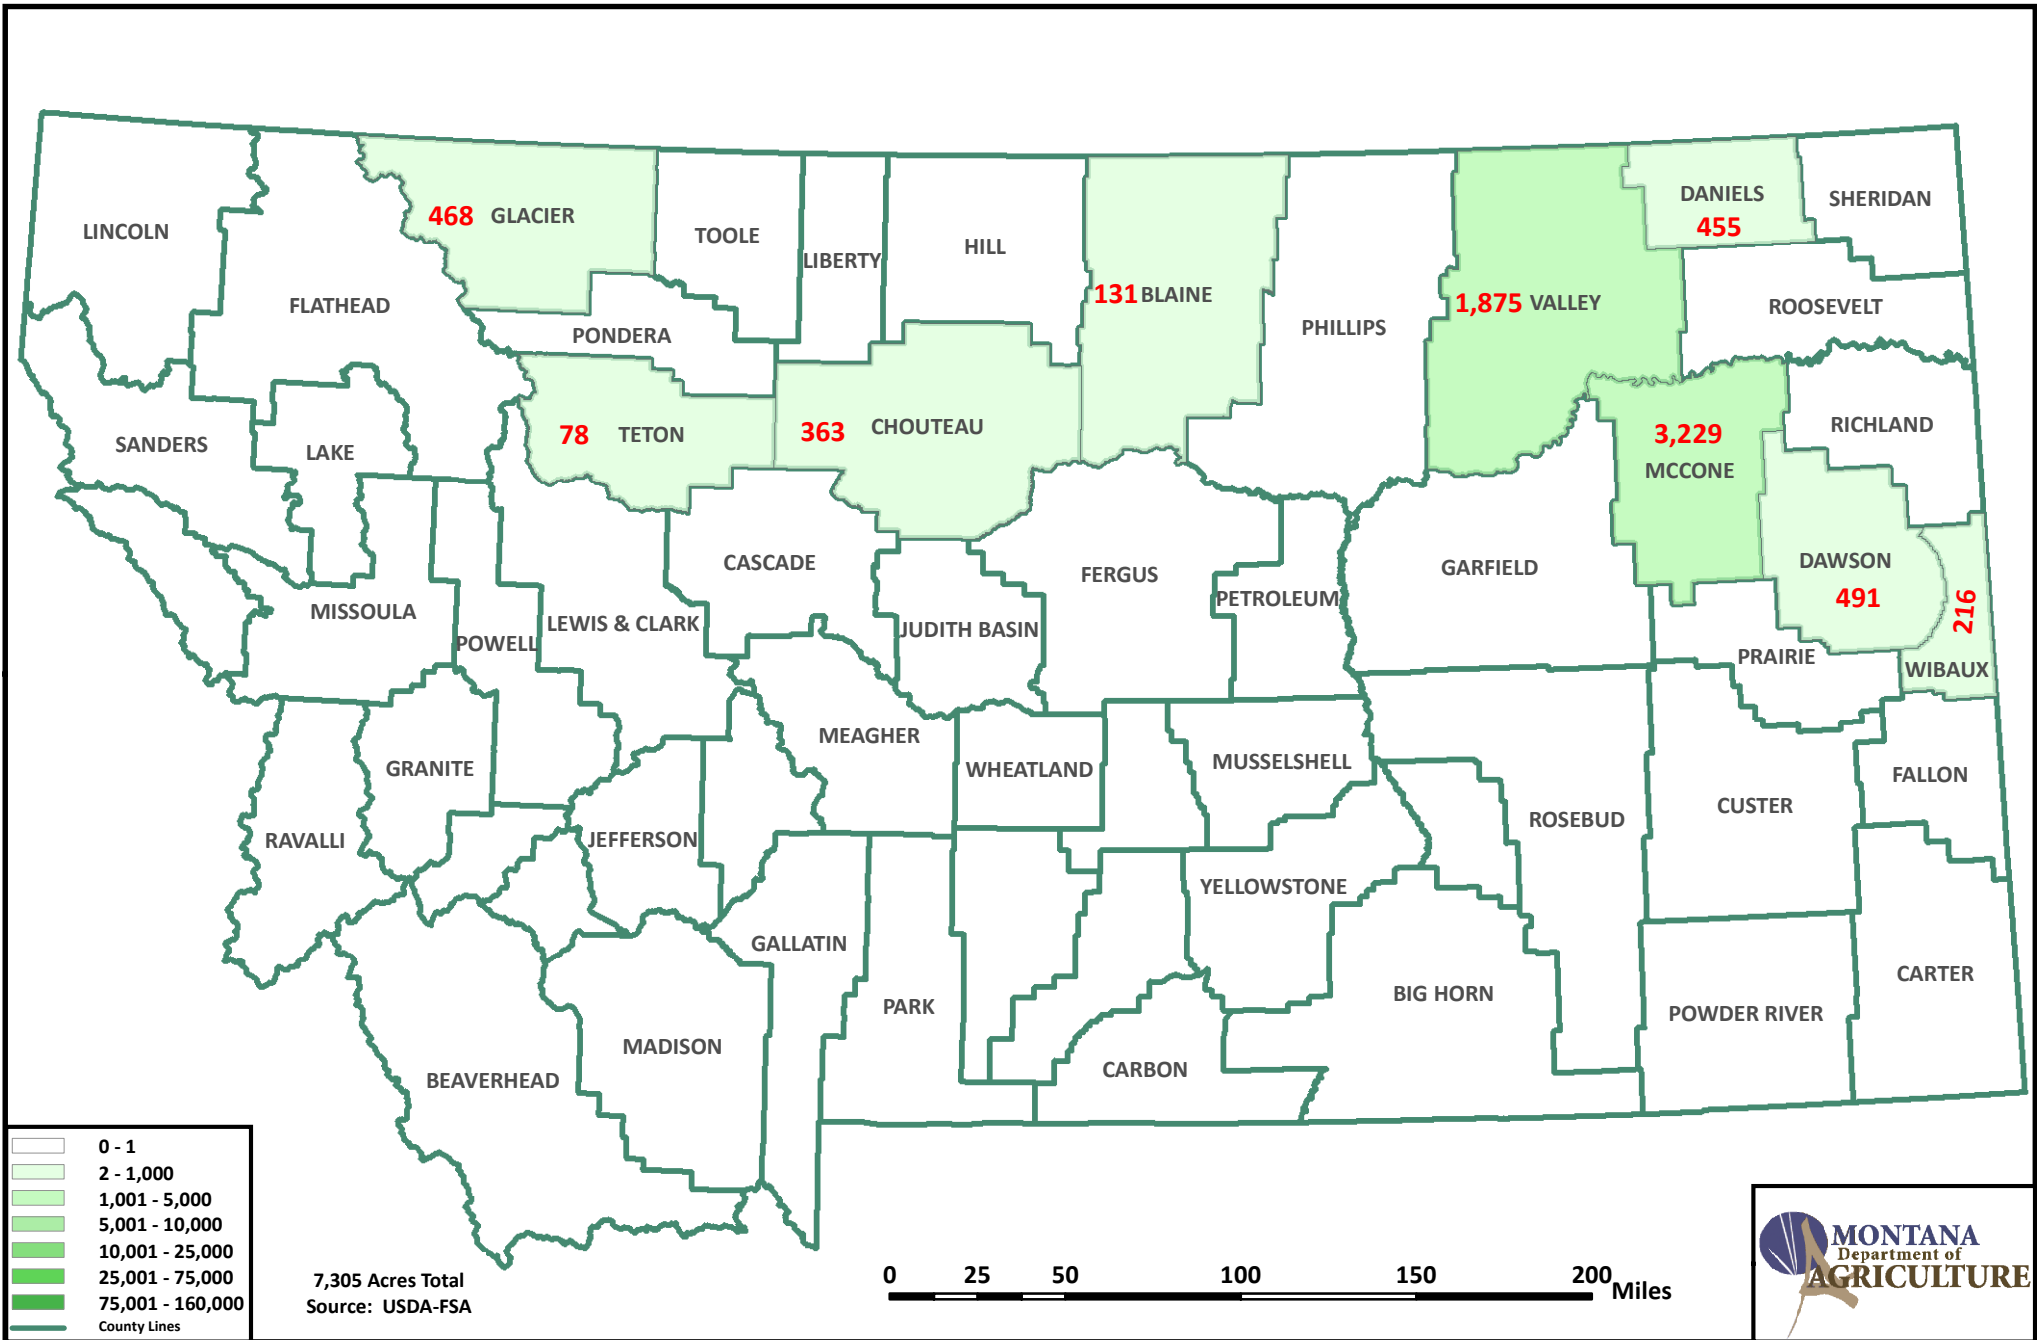 DANIELS
455
SHERIDAN
468 GLACIER
LINCOLN
TOOLE
LIBERTY
HILL
131 BLAINE
1,875 VALLEY
FLATHEAD
PONDERA
PHILLIPS
ROOSEVELT
SANDERS
LAKE
78 TETON
363 CHOUTEAU
3,229
MCCONE
RICHLAND
CASCADE
FERGUS
GARFIELD
DAWSON
491
216
WIBAUX
MISSOULA
POWELL
LEWIS & CLARK
JUDITH BASIN
PETROLEUM
PRAIRIE
GRANITE
MEAGHER
WHEATLAND
MUSSELSHELL
FALLON
RAVALLI
JEFFERSON
ROSEBUD
CUSTER
YELLOWSTONE
GALLATIN
PARK
BIG HORN
CARTER
POWDER RIVER
MADISON
BEAVERHEAD
CARBON
0 - 1
2 - 1,000
1,001 - 5,000
5,001 - 10,000
10,001 - 25,000
25,001 - 75,000
75,001 - 160,000
County Lines
7,305 Acres Total
Source: USDA-FSA
0 25 50 100 150 200
Miles
MONTANA
Department of
AGRICULTURE